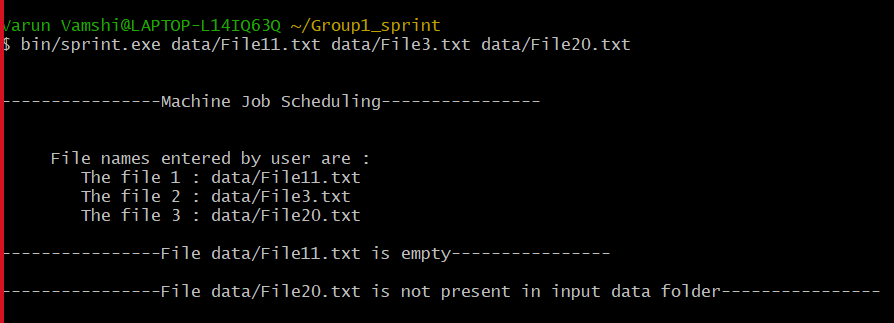 Varun Vamshi@LAPTOP-L14IQ63Q ~/Group1_sprint
$ bin/sprint.exe data/File11.txt data/File3.txt data/File20.txt
----------------Machine Job Scheduling----------------
File names entered by user are :
The file 1 : data/File11.txt
The file 2 : data/File3.txt
The file 3 : data/File20.txt
----------------File data/File11.txt is empty----------------
----------------File data/File20.txt is not present in input data folder----------------